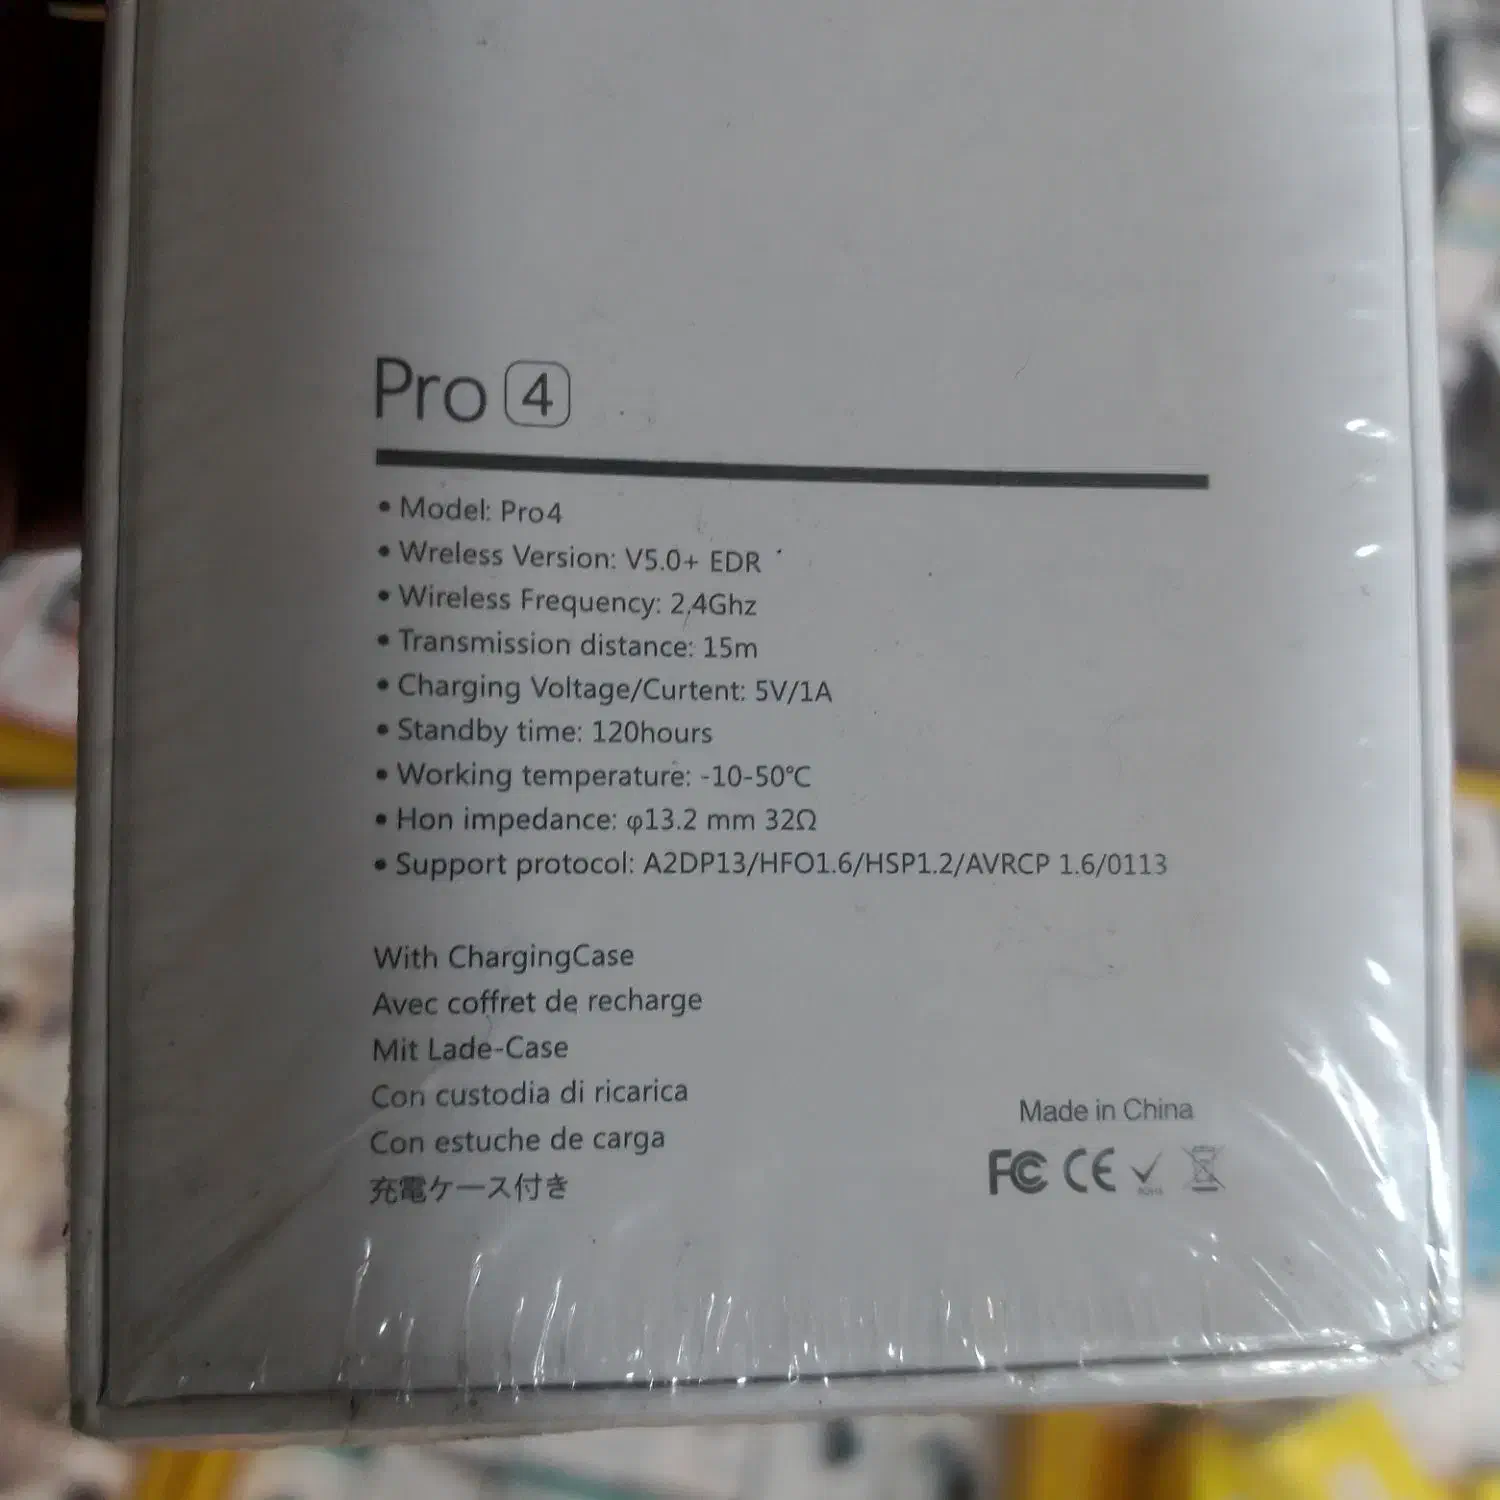 Pro 4
• Model: Pro4
• Wreless Version: V5.0+ EDR
• Wireless Frequency: 2,4Ghz
• Transmission distance: 15m
• Charging Voltage/Curtent: 5V/1A
• Standby time: 120hours
• Working temperature: -10-50℃
• Hon impedance: φ13.2 mm 32Ω
• Support protocol: A2DP13/HFO1.6/HSP1.2/AVRCP 1.6/0113
With ChargingCase
Avec coffret de recharge
Mit Lade-Case
Con custodia di ricarica
Con estuche de carga
充電ケース付き
Made in China
FC CE